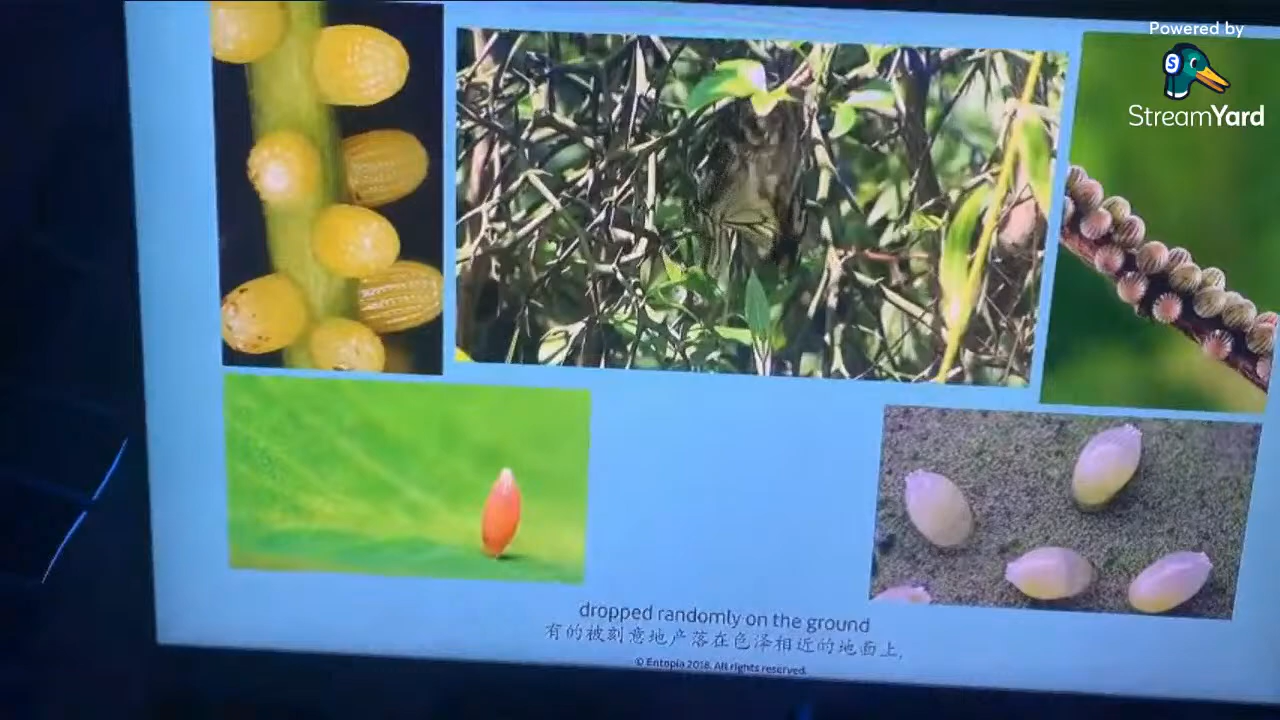 Powered by
StreamYard
dropped randomly on the ground
有的被刻意地产落在色泽相近的地面上,
© Entopia 2018. All rights reserved.